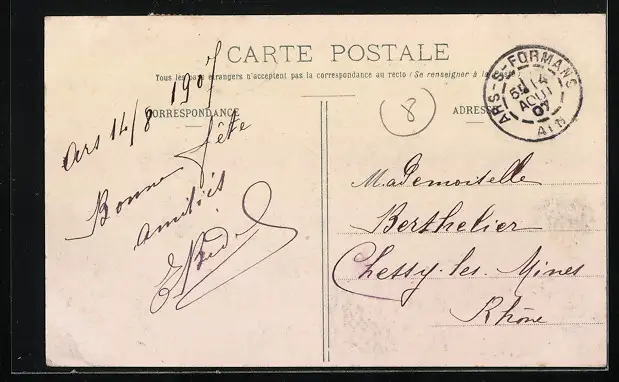 CARTE POSTALE
Tous les pays étrangers n'acceptent pas la correspondance au recto (Se renseigner à la
CORRESPONDANCE
Ars 14/8 1907
Bonne fête
amitiés
8
ADRES
ARS-S-FORMANS
14
AOUT
07
AIN
Mademoiselle
Berthelier
Chessy-les-Mines
Rhône